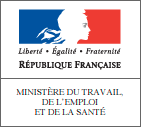 Liberté • Égalité • Fraternité
RÉPUBLIQUE FRANÇAISE
MINISTÈRE DU TRAVAIL,
DE L'EMPLOI
ET DE LA SANTÉ